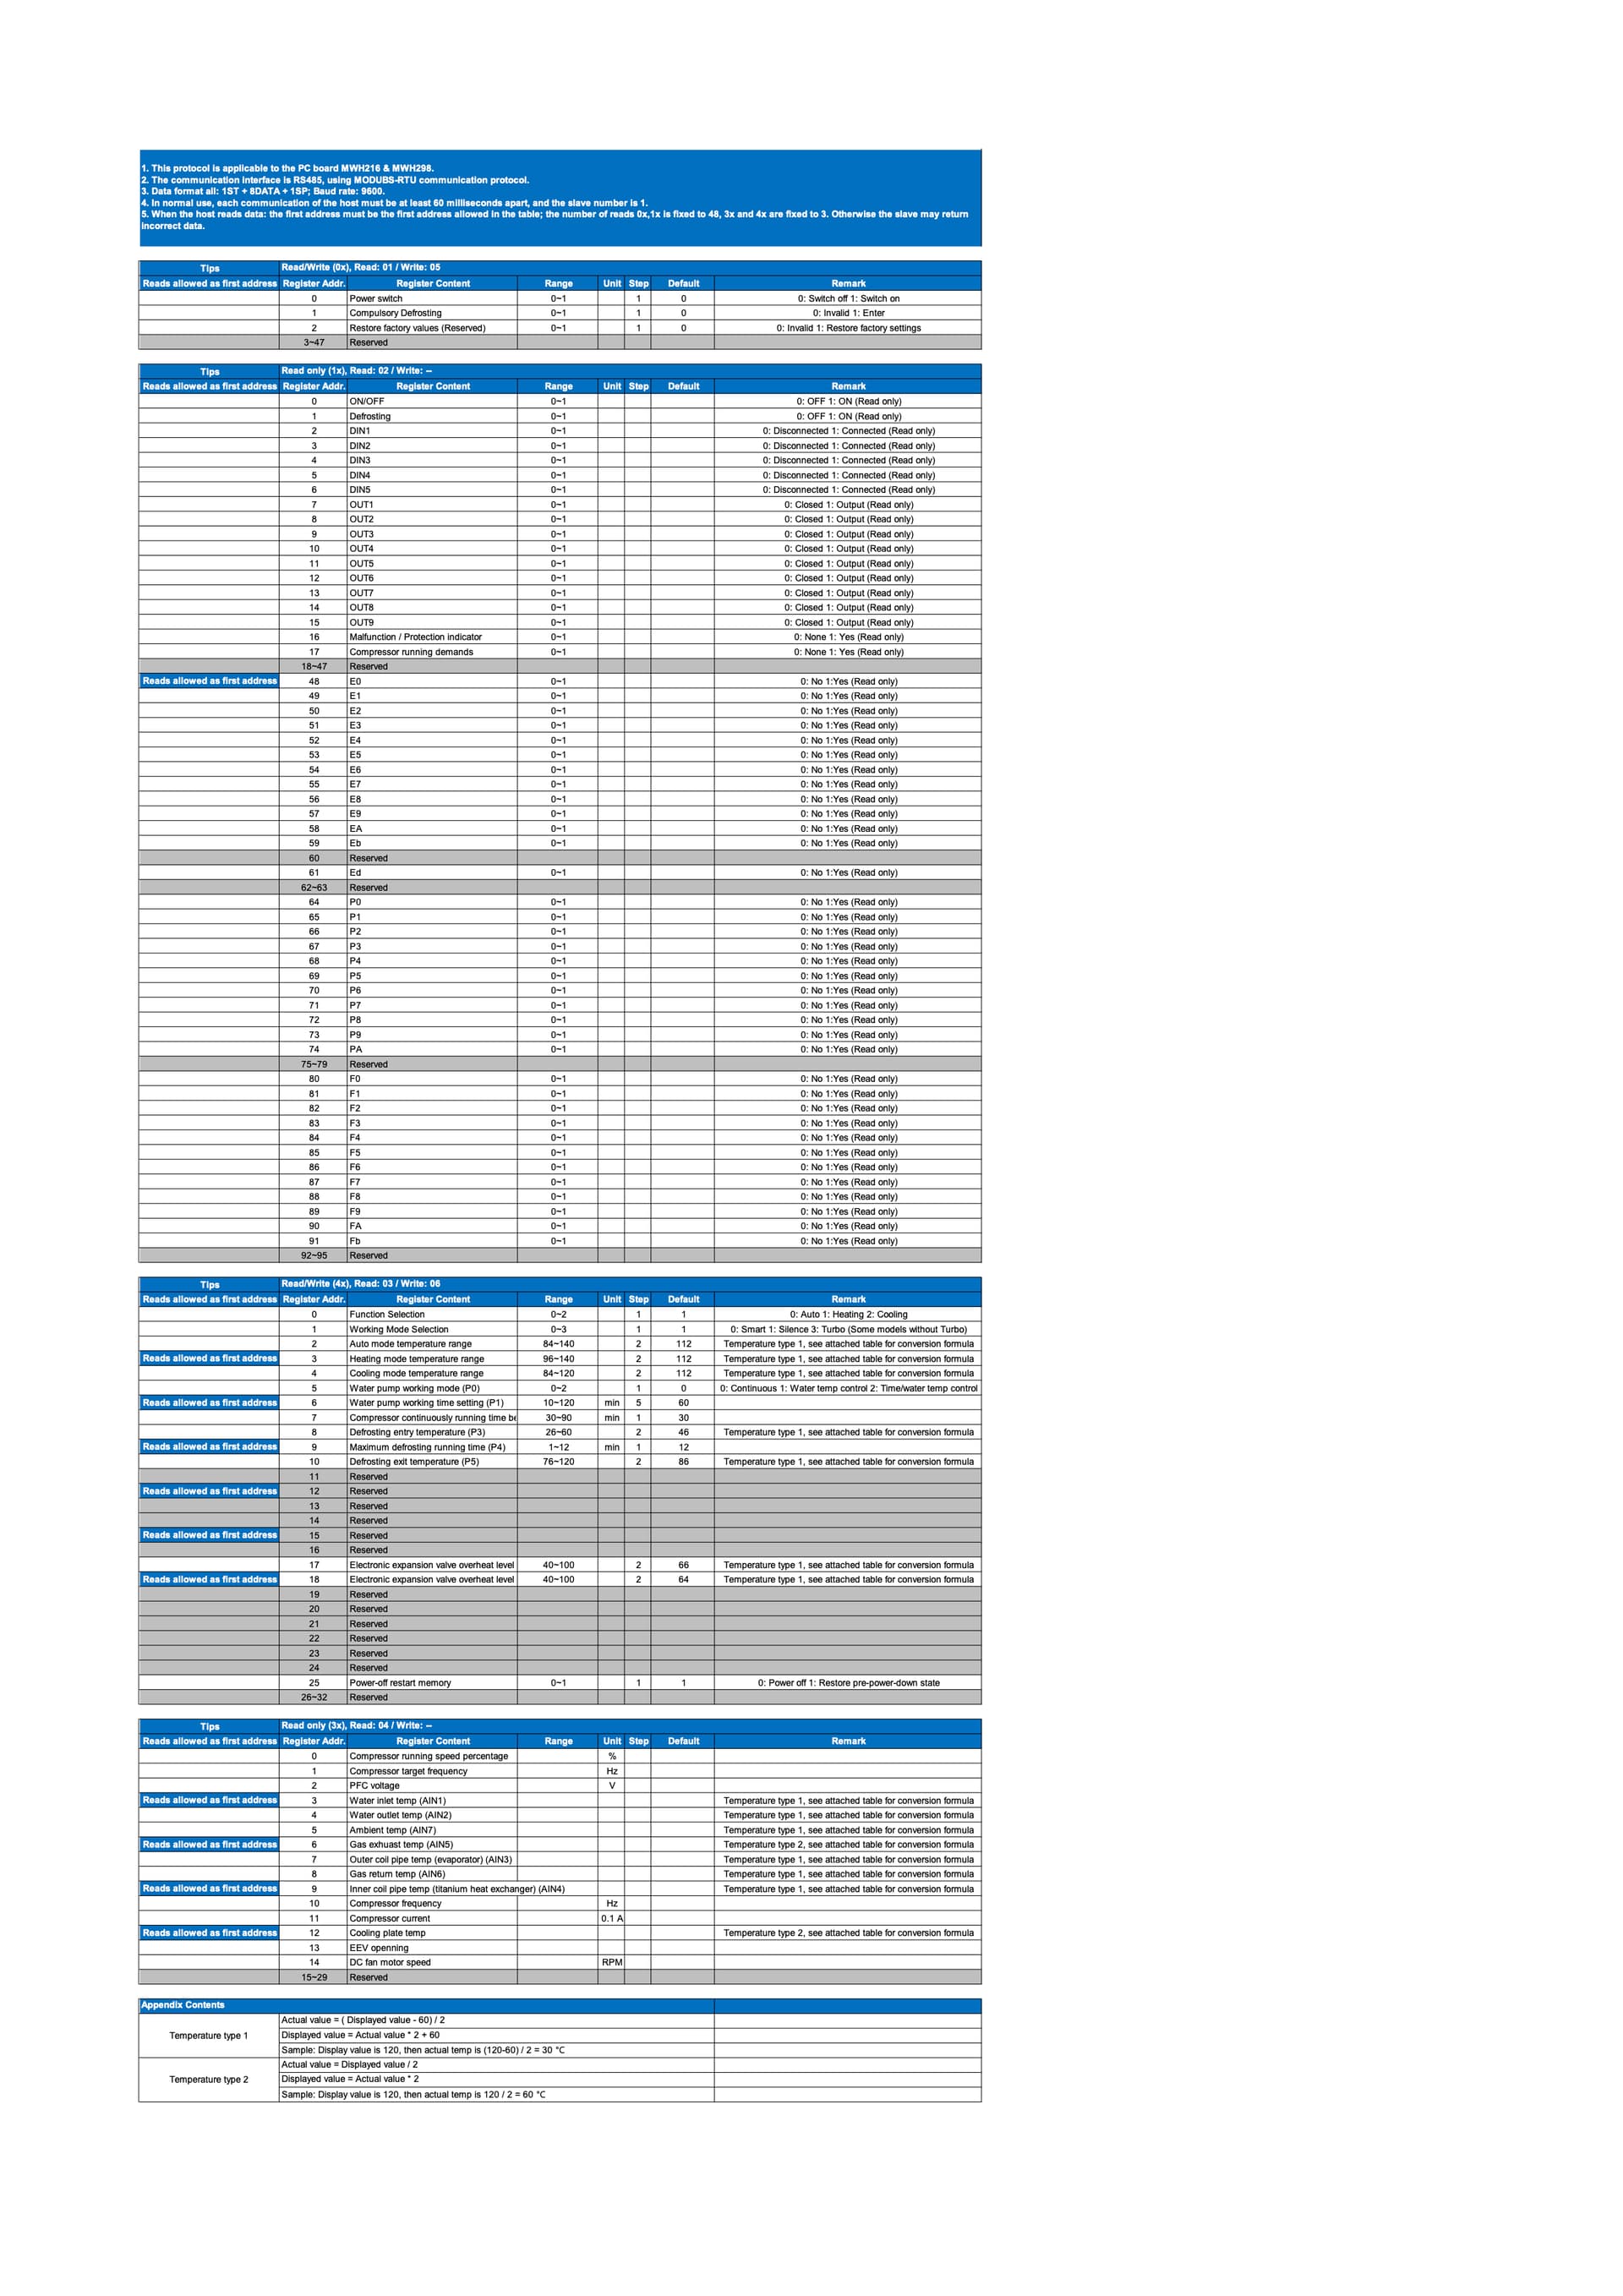 1. This protocol is applicable to the PC board MWH216 & MWH298.
2. The communication interface is RS485, using MODUBS-RTU communication protocol.
3. Data format all: 1ST + 8DATA + 1SP; Baud rate: 9600.
4. In normal use, each communication of the host must be at least 60 milliseconds apart, and the slave number is 1.
5. When the host reads data: the first address must be the first address allowed in the table; the number of reads 0x,1x is fixed to 48, 3x and 4x are fixed to 3. Otherwise the slave may return
incorrect data.
Tips Read/Write (0x), Read: 01 / Write: 05
Reads allowed as first address Register Addr. Register Content Range Unit Step Default Remark
0 Power switch 0~1 1 0 0: Switch off 1: Switch on
1 Compulsory Defrosting 0~1 1 0 0: Invalid 1: Enter
2 Restore factory values (Reserved) 0~1 1 0 0: Invalid 1: Restore factory settings
3~47 Reserved
Tips Read only (1x), Read: 02 / Write: --
Reads allowed as first address Register Addr. Register Content Range Unit Step Default Remark
0 ON/OFF 0~1 0: OFF 1: ON (Read only)
1 Defrosting 0~1 0: OFF 1: ON (Read only)
2 DIN1 0~1 0: Disconnected 1: Connected (Read only)
3 DIN2 0~1 0: Disconnected 1: Connected (Read only)
4 DIN3 0~1 0: Disconnected 1: Connected (Read only)
5 DIN4 0~1 0: Disconnected 1: Connected (Read only)
6 DIN5 0~1 0: Disconnected 1: Connected (Read only)
7 OUT1 0~1 0: Closed 1: Output (Read only)
8 OUT2 0~1 0: Closed 1: Output (Read only)
9 OUT3 0~1 0: Closed 1: Output (Read only)
10 OUT4 0~1 0: Closed 1: Output (Read only)
11 OUT5 0~1 0: Closed 1: Output (Read only)
12 OUT6 0~1 0: Closed 1: Output (Read only)
13 OUT7 0~1 0: Closed 1: Output (Read only)
14 OUT8 0~1 0: Closed 1: Output (Read only)
15 OUT9 0~1 0: Closed 1: Output (Read only)
16 Malfunction / Protection indicator 0~1 0: None 1: Yes (Read only)
17 Compressor running demands 0~1 0: None 1: Yes (Read only)
18~47 Reserved
Reads allowed as first address 48 E0 0~1 0: No 1:Yes (Read only)
49 E1 0~1 0: No 1:Yes (Read only)
50 E2 0~1 0: No 1:Yes (Read only)
51 E3 0~1 0: No 1:Yes (Read only)
52 E4 0~1 0: No 1:Yes (Read only)
53 E5 0~1 0: No 1:Yes (Read only)
54 E6 0~1 0: No 1:Yes (Read only)
55 E7 0~1 0: No 1:Yes (Read only)
56 E8 0~1 0: No 1:Yes (Read only)
57 E9 0~1 0: No 1:Yes (Read only)
58 EA 0~1 0: No 1:Yes (Read only)
59 Eb 0~1 0: No 1:Yes (Read only)
60 Reserved
61 Ed 0~1 0: No 1:Yes (Read only)
62~63 Reserved
64 P0 0~1 0: No 1:Yes (Read only)
65 P1 0~1 0: No 1:Yes (Read only)
66 P2 0~1 0: No 1:Yes (Read only)
67 P3 0~1 0: No 1:Yes (Read only)
68 P4 0~1 0: No 1:Yes (Read only)
69 P5 0~1 0: No 1:Yes (Read only)
70 P6 0~1 0: No 1:Yes (Read only)
71 P7 0~1 0: No 1:Yes (Read only)
72 P8 0~1 0: No 1:Yes (Read only)
73 P9 0~1 0: No 1:Yes (Read only)
74 PA 0~1 0: No 1:Yes (Read only)
75~79 Reserved
80 F0 0~1 0: No 1:Yes (Read only)
81 F1 0~1 0: No 1:Yes (Read only)
82 F2 0~1 0: No 1:Yes (Read only)
83 F3 0~1 0: No 1:Yes (Read only)
84 F4 0~1 0: No 1:Yes (Read only)
85 F5 0~1 0: No 1:Yes (Read only)
86 F6 0~1 0: No 1:Yes (Read only)
87 F7 0~1 0: No 1:Yes (Read only)
88 F8 0~1 0: No 1:Yes (Read only)
89 F9 0~1 0: No 1:Yes (Read only)
90 FA 0~1 0: No 1:Yes (Read only)
91 Fb 0~1 0: No 1:Yes (Read only)
92~95 Reserved
Tips Read/Write (4x), Read: 03 / Write: 06
Reads allowed as first address Register Addr. Register Content Range Unit Step Default Remark
0 Function Selection 0~2 1 1 0: Auto 1: Heating 2: Cooling
1 Working Mode Selection 0~3 1 1 0: Smart 1: Silence 3: Turbo (Some models without Turbo)
2 Auto mode temperature range 84~140 2 112 Temperature type 1, see attached table for conversion formula
Reads allowed as first address 3 Heating mode temperature range 96~140 2 112 Temperature type 1, see attached table for conversion formula
4 Cooling mode temperature range 84~120 2 112 Temperature type 1, see attached table for conversion formula
5 Water pump working mode (P0) 0~2 1 0 0: Continuous 1: Water temp control 2: Time/water temp control
Reads allowed as first address 6 Water pump working time setting (P1) 10~120 min 5 60
7 Compressor continuously running time be 30~90 min 1 30
8 Defrosting entry temperature (P3) 26~60 2 46 Temperature type 1, see attached table for conversion formula
Reads allowed as first address 9 Maximum defrosting running time (P4) 1~12 min 1 12
10 Defrosting exit temperature (P5) 76~120 2 86 Temperature type 1, see attached table for conversion formula
11 Reserved
Reads allowed as first address 12 Reserved
13 Reserved
14 Reserved
Reads allowed as first address 15 Reserved
16 Reserved
17 Electronic expansion valve overheat level 40~100 2 66 Temperature type 1, see attached table for conversion formula
Reads allowed as first address 18 Electronic expansion valve overheat level 40~100 2 64 Temperature type 1, see attached table for conversion formula
19 Reserved
20 Reserved
21 Reserved
22 Reserved
23 Reserved
24 Reserved
25 Power-off restart memory 0~1 1 1 0: Power off 1: Restore pre-power-down state
26~32 Reserved
Tips Read only (3x), Read: 04 / Write: --
Reads allowed as first address Register Addr. Register Content Range Unit Step Default Remark
0 Compressor running speed percentage %
1 Compressor target frequency Hz
2 PFC voltage V
Reads allowed as first address 3 Water inlet temp (AIN1) Temperature type 1, see attached table for conversion formula
4 Water outlet temp (AIN2) Temperature type 1, see attached table for conversion formula
5 Ambient temp (AIN7) Temperature type 1, see attached table for conversion formula
Reads allowed as first address 6 Gas exhuast temp (AIN5) Temperature type 2, see attached table for conversion formula
7 Outer coil pipe temp (evaporator) (AIN3) Temperature type 1, see attached table for conversion formula
8 Gas return temp (AIN6) Temperature type 1, see attached table for conversion formula
Reads allowed as first address 9 Inner coil pipe temp (titanium heat exchanger) (AIN4) Temperature type 1, see attached table for conversion formula
10 Compressor frequency Hz
11 Compressor current 0.1 A
Reads allowed as first address 12 Cooling plate temp Temperature type 2, see attached table for conversion formula
13 EEV openning
14 DC fan motor speed RPM
15~29 Reserved
Appendix Contents
Temperature type 1
Actual value = ( Displayed value - 60) / 2
Displayed value = Actual value * 2 + 60
Sample: Display value is 120, then actual temp is (120-60) / 2 = 30 °C
Temperature type 2
Actual value = Displayed value / 2
Displayed value = Actual value * 2
Sample: Display value is 120, then actual temp is 120 / 2 = 60 °C